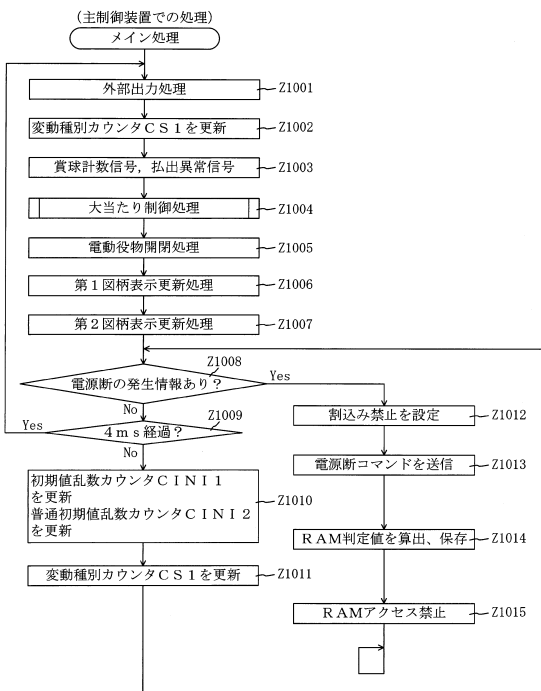 (主制御装置での処理)
メイン処理
外部出力処理
Z1001
変動種別カウンタCS1を更新
Z1002
賞球計数信号,払出異常信号
Z1003
大当たり制御処理
Z1004
電動役物開閉処理
Z1005
第1図柄表示更新処理
Z1006
第2図柄表示更新処理
Z1007
Z1008
電源断の発生情報あり?
Yes
No
Z1009
Yes
4ms経過?
No
初期値乱数カウンタCINI1
を更新
普通初期値乱数カウンタCINI2
を更新
Z1010
変動種別カウンタCS1を更新
Z1011
割込み禁止を設定
Z1012
電源断コマンドを送信
Z1013
RAM判定値を算出、保存
Z1014
RAMアクセス禁止
Z1015